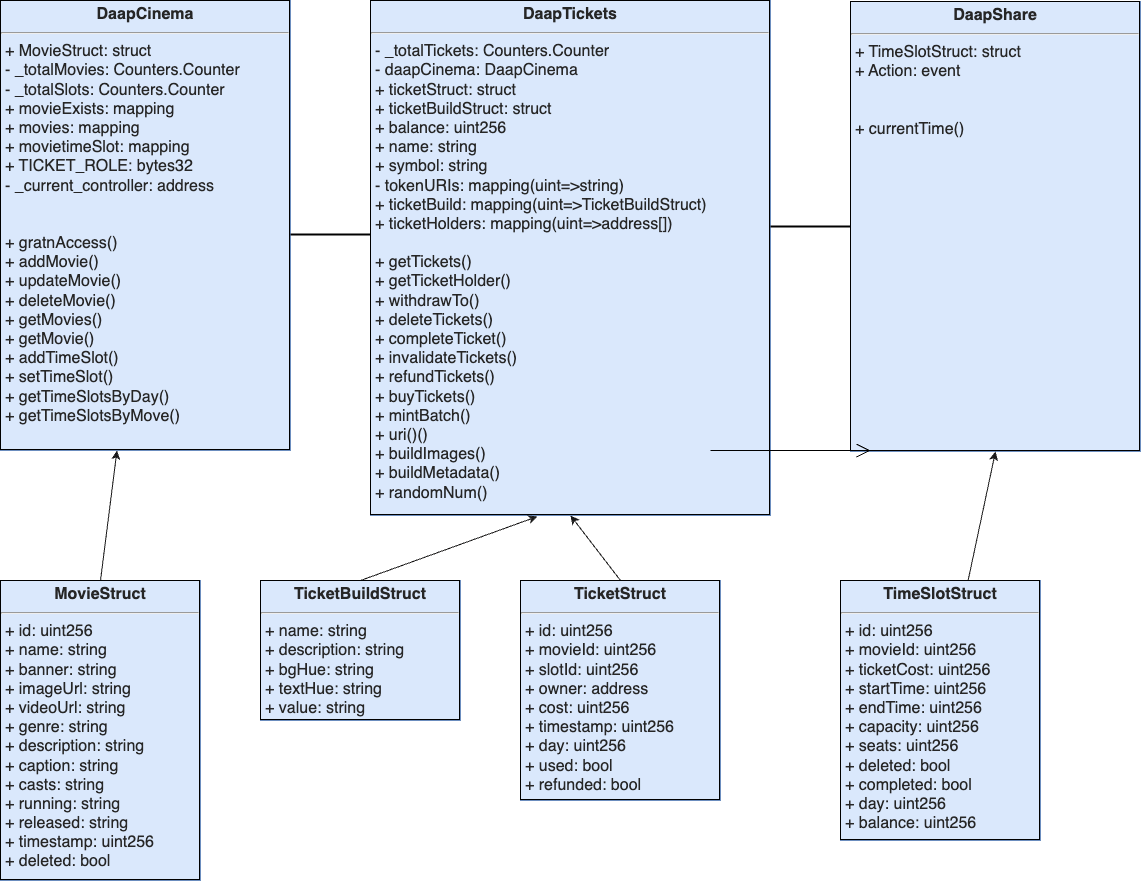 DaapCinema
+ MovieStruct: struct
- _totalMovies: Counters.Counter
- _totalSlots: Counters.Counter
+ movieExists: mapping
+ movies: mapping
+ movietimeSlot: mapping
+ TICKET_ROLE: bytes32
- _current_controller: address
+ gratnAccess()
+ addMovie()
+ updateMovie()
+ deleteMovie()
+ getMovies()
+ getMovie()
+ addTimeSlot()
+ setTimeSlot()
+ getTimeSlotsByDay()
+ getTimeSlotsByMove()
DaapTickets
- _totalTickets: Counters.Counter
- daapCinema: DaapCinema
+ ticketStruct: struct
+ ticketBuildStruct: struct
+ balance: uint256
+ name: string
+ symbol: string
- tokenURIs: mapping(uint=>string)
+ ticketBuild: mapping(uint=>TicketBuildStruct)
+ ticketHolders: mapping(uint=>address[])
+ getTickets()
+ getTicketHolder()
+ withdrawTo()
+ deleteTickets()
+ completeTicket()
+ invalidateTickets()
+ refundTickets()
+ buyTickets()
+ mintBatch()
+ uri()()
+ buildImages()
+ buildMetadata()
+ randomNum()
DaapShare
+ TimeSlotStruct: struct
+ Action: event
+ currentTime()
MovieStruct
+ id: uint256
+ name: string
+ banner: string
+ imageUrl: string
+ videoUrl: string
+ genre: string
+ description: string
+ caption: string
+ casts: string
+ running: string
+ released: string
+ timestamp: uint256
+ deleted: bool
TicketBuildStruct
+ name: string
+ description: string
+ bgHue: string
+ textHue: string
+ value: string
TicketStruct
+ id: uint256
+ movieId: uint256
+ slotId: uint256
+ owner: address
+ cost: uint256
+ timestamp: uint256
+ day: uint256
+ used: bool
+ refunded: bool
TimeSlotStruct
+ id: uint256
+ movieId: uint256
+ ticketCost: uint256
+ startTime: uint256
+ endTime: uint256
+ capacity: uint256
+ seats: uint256
+ deleted: bool
+ completed: bool
+ day: uint256
+ balance: uint256